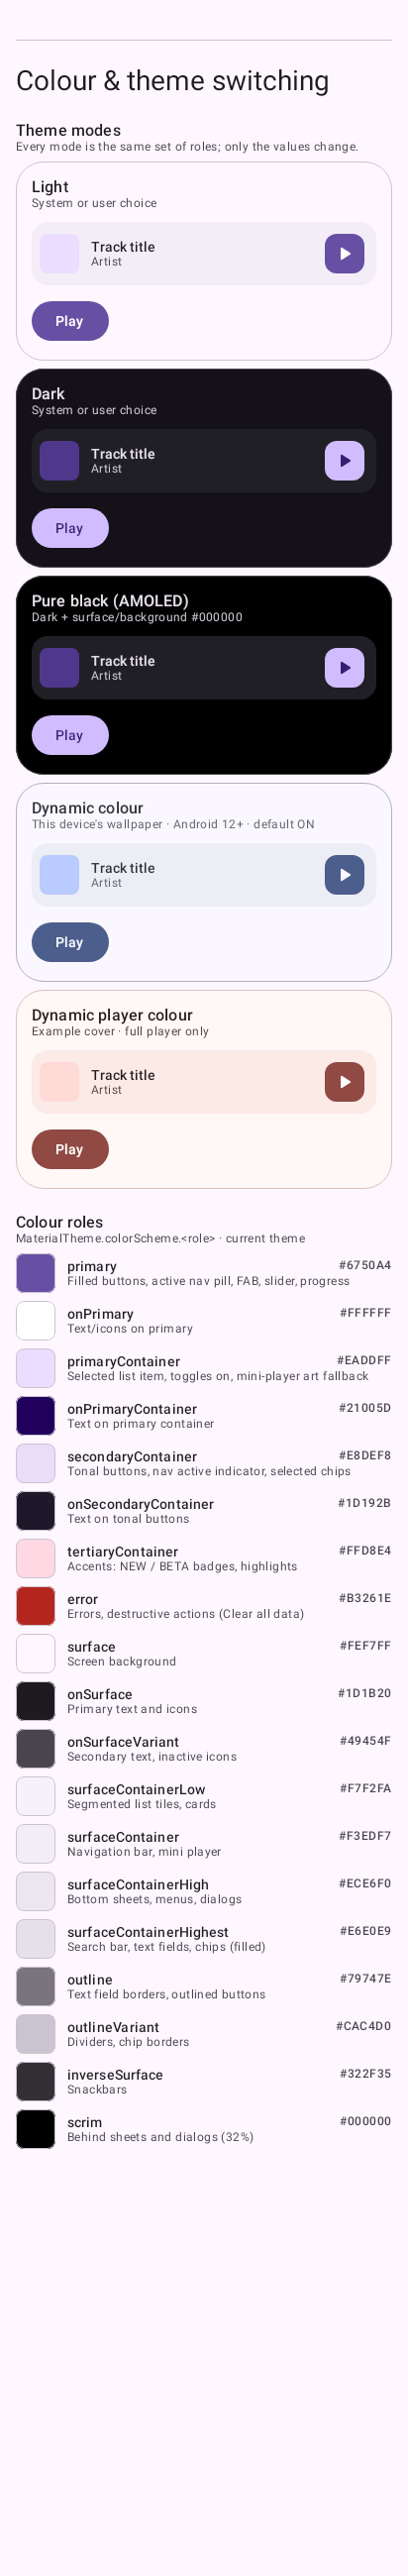 Colour & theme switching
Theme modes
Every mode is the same set of roles; only the values change.
Light
System or user choice
Track title
Artist
Play
Dark
System or user choice
Track title
Artist
Play
Pure black (AMOLED)
Dark + surface/background #000000
Track title
Artist
Play
Dynamic colour
This device's wallpaper · Android 12+ · default ON
Track title
Artist
Play
Dynamic player colour
Example cover · full player only
Track title
Artist
Play
Colour roles
MaterialTheme.colorScheme.<role> · current theme
primary #6750A4
Filled buttons, active nav pill, FAB, slider, progress
onPrimary #FFFFFF
Text/icons on primary
primaryContainer #EADDFF
Selected list item, toggles on, mini-player art fallback
onPrimaryContainer #21005D
Text on primary container
secondaryContainer #E8DEF8
Tonal buttons, nav active indicator, selected chips
onSecondaryContainer #1D192B
Text on tonal buttons
tertiaryContainer #FFD8E4
Accents: NEW / BETA badges, highlights
error #B3261E
Errors, destructive actions (Clear all data)
surface #FEF7FF
Screen background
onSurface #1D1B20
Primary text and icons
onSurfaceVariant #49454F
Secondary text, inactive icons
surfaceContainerLow #F7F2FA
Segmented list tiles, cards
surfaceContainer #F3EDF7
Navigation bar, mini player
surfaceContainerHigh #ECE6F0
Bottom sheets, menus, dialogs
surfaceContainerHighest #E6E0E9
Search bar, text fields, chips (filled)
outline #79747E
Text field borders, outlined buttons
outlineVariant #CAC4D0
Dividers, chip borders
inverseSurface #322F35
Snackbars
scrim #000000
Behind sheets and dialogs (32%)